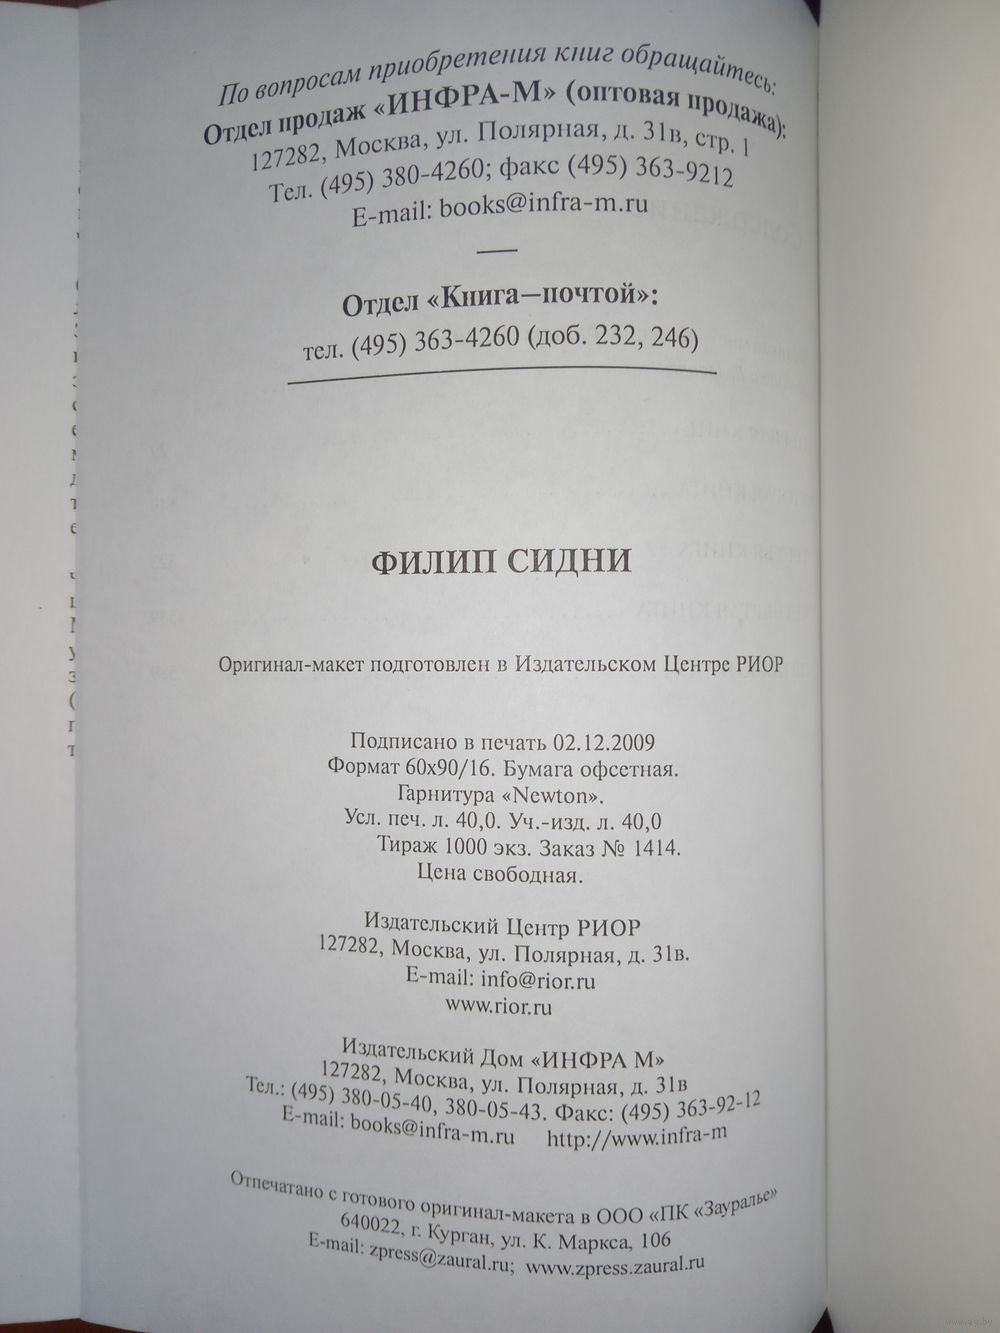 По вопросам приобретения книг обращайтесь:
Отдел продаж «ИНФРА-М» (оптовая продажа):
127282, Москва, ул. Полярная, д. 31в, стр. 1
Тел. (495) 380-4260; факс (495) 363-9212
E-mail: books@infra-m.ru
Отдел «Книга—почтой»:
тел. (495) 363-4260 (доб. 232, 246)
ФИЛИП СИДНИ
Оригинал-макет подготовлен в Издательском Центре РИОР
Подписано в печать 02.12.2009
Формат 60x90/16. Бумага офсетная.
Гарнитура «Newton».
Усл. печ. л. 40,0. Уч.-изд. л. 40,0
Тираж 1000 экз. Заказ № 1414.
Цена свободная.
Издательский Центр РИОР
127282, Москва, ул. Полярная, д. 31в.
E-mail: info@rior.ru
www.rior.ru
Издательский Дом «ИНФРА М»
127282, Москва, ул. Полярная, д. 31в
Тел.: (495) 380-05-40, 380-05-43. Факс: (495) 363-92-12
E-mail: books@infra-m.ru http://www.infra-m
Отпечатано с готового оригинал-макета в ООО «ПК «Зауралье»
640022, г. Курган, ул. К. Маркса, 106
E-mail: zpress@zaural.ru; www.zpress.zaural.ru
www.ay.by